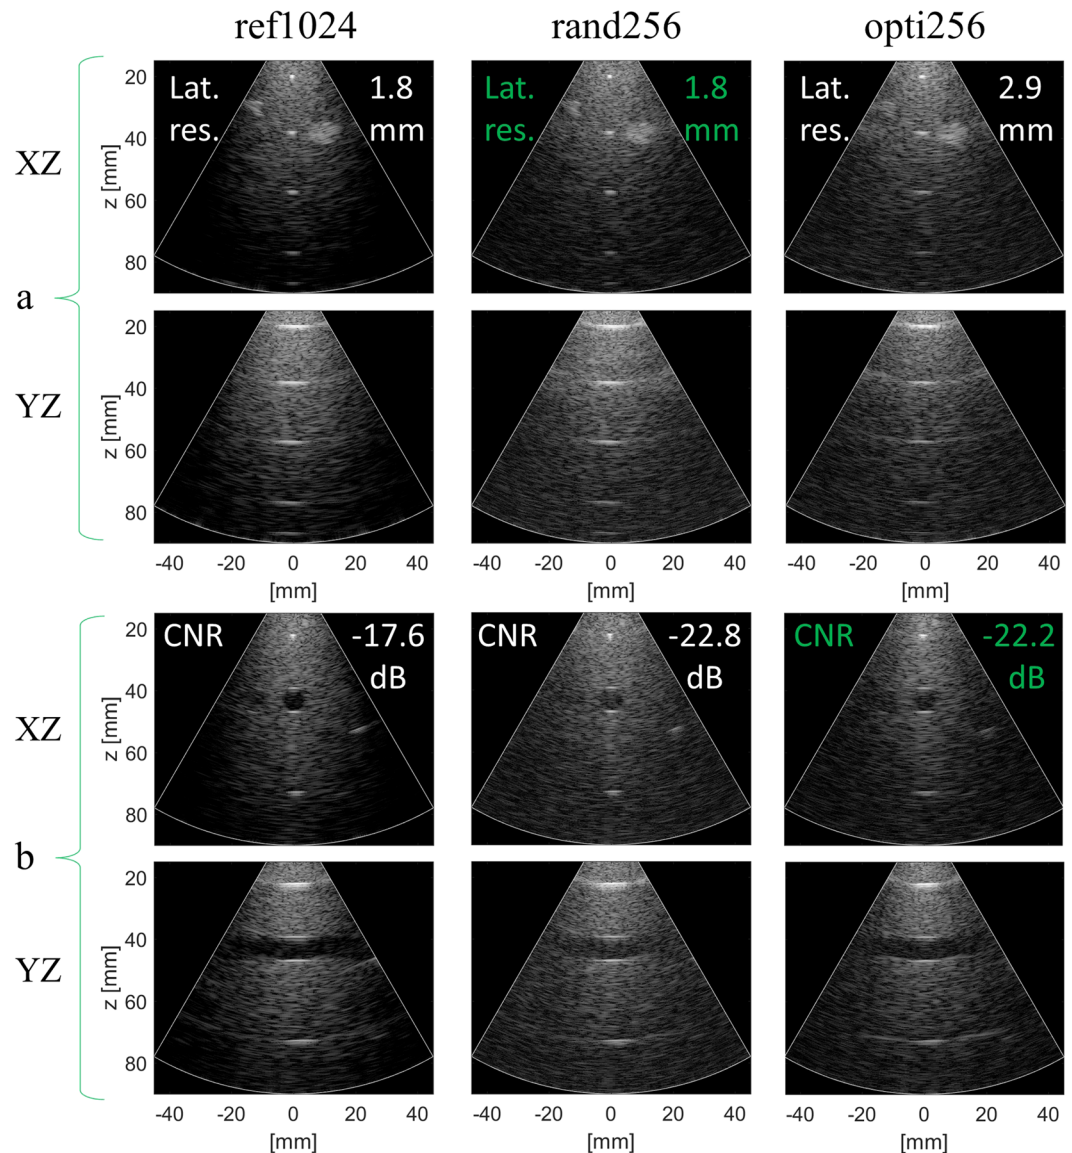 ref1024 rand256 opti256
Lat. 1.8 Lat. 1.8 Lat. 2.9
res. mm res. mm res. mm
XZ
z [mm]
20
40
60
80
a
YZ
z [mm]
20
40
60
80
-40 -20 0 20 40 -40 -20 0 20 40 -40 -20 0 20 40
[mm] [mm] [mm]
CNR -17.6 CNR -22.8 CNR -22.2
dB dB dB
XZ
z [mm]
20
40
60
80
b
YZ
z [mm]
20
40
60
80
-40 -20 0 20 40 -40 -20 0 20 40 -40 -20 0 20 40
[mm] [mm] [mm]